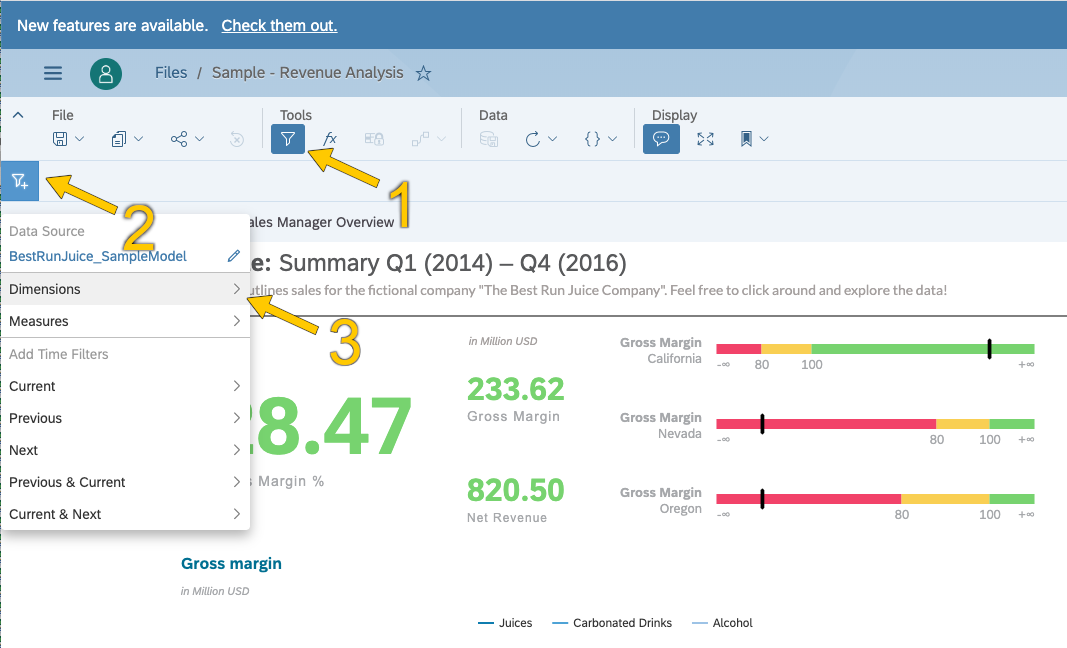 New features are available. Check them out.
Files / Sample - Revenue Analysis
File Tools Data Display
fx
1
2
Data Source
BestRunJuice_SampleModel
ales Manager Overview
e: Summary Q1 (2014) – Q4 (2016)
utlines sales for the fictional company "The Best Run Juice Company". Feel free to click around and explore the data!
Dimensions
3
Measures
Add Time Filters
Current
Previous
Next
Previous & Current
Current & Next
28.47
s Margin %
in Million USD
233.62
Gross Margin
820.50
Net Revenue
Gross Margin
California
-∞ 80 100 +∞
Gross Margin
Nevada
-∞ 80 100 +∞
Gross Margin
Oregon
-∞ 80 100 +∞
Gross margin
in Million USD
Juices Carbonated Drinks Alcohol